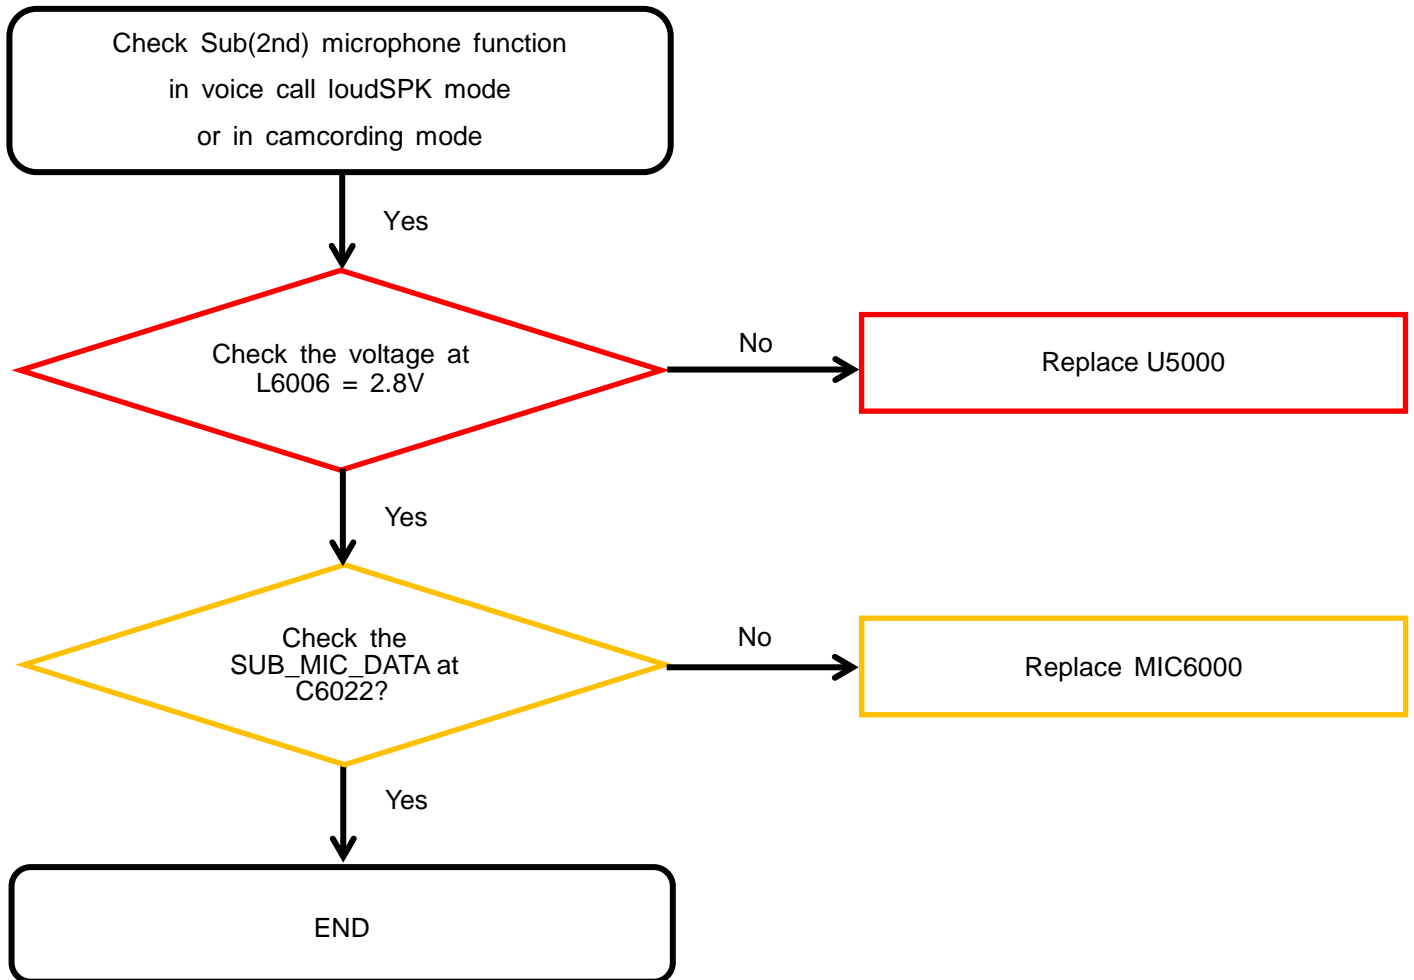 Check Sub(2nd) microphone function
in voice call loudSPK mode
or in camcording mode
Yes
Check the voltage at
L6006 = 2.8V
No
Replace U5000
Yes
Check the
SUB_MIC_DATA at
C6022?
No
Replace MIC6000
Yes
END